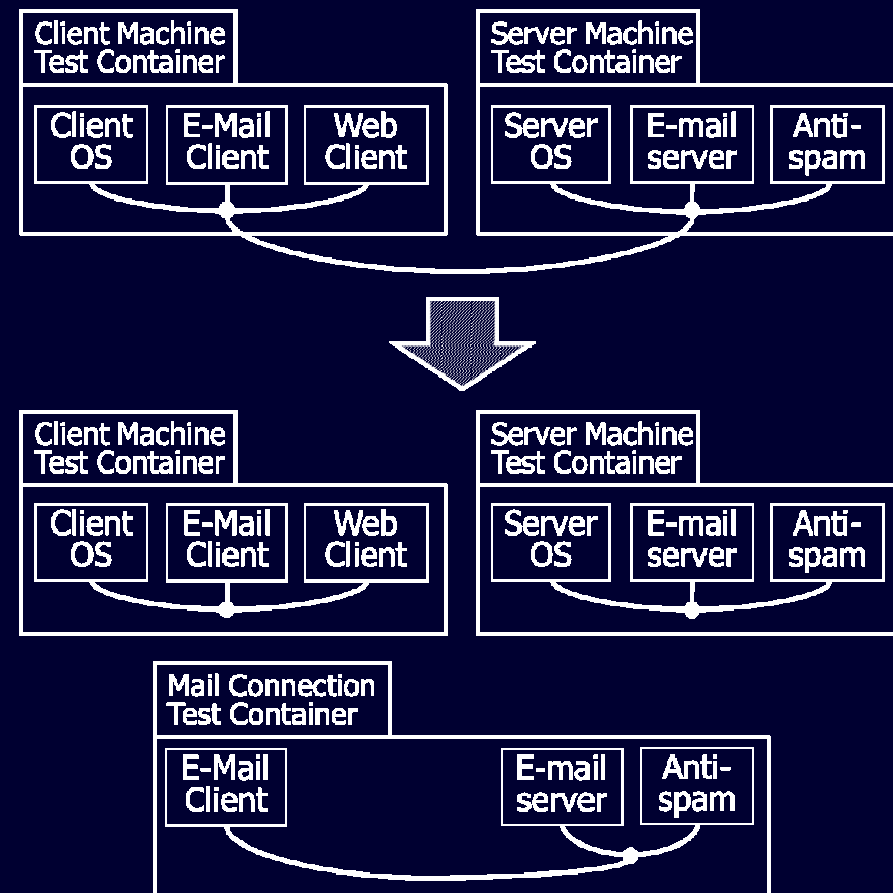 Client Machine
Test Container
Client
OS
E-Mail
Client
Web
Client
Server Machine
Test Container
Server
OS
E-mail
server
Anti-
spam
Client Machine
Test Container
Client
OS
E-Mail
Client
Web
Client
Server Machine
Test Container
Server
OS
E-mail
server
Anti-
spam
Mail Connection
Test Container
E-Mail
Client
E-mail
server
Anti-
spam